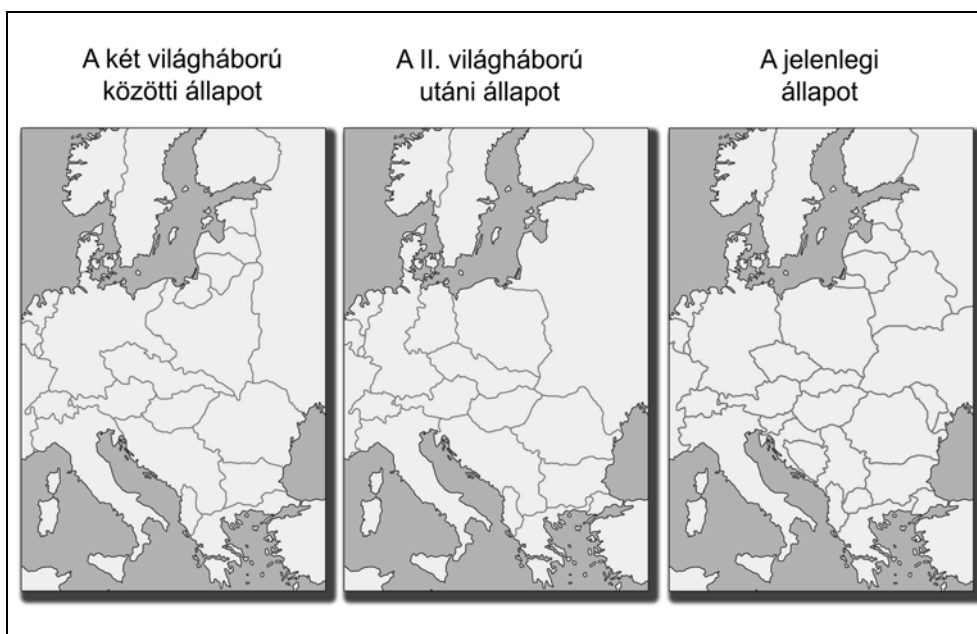 A két világháború
közötti állapot
A II. világháború
utáni állapot
A jelenlegi
állapot